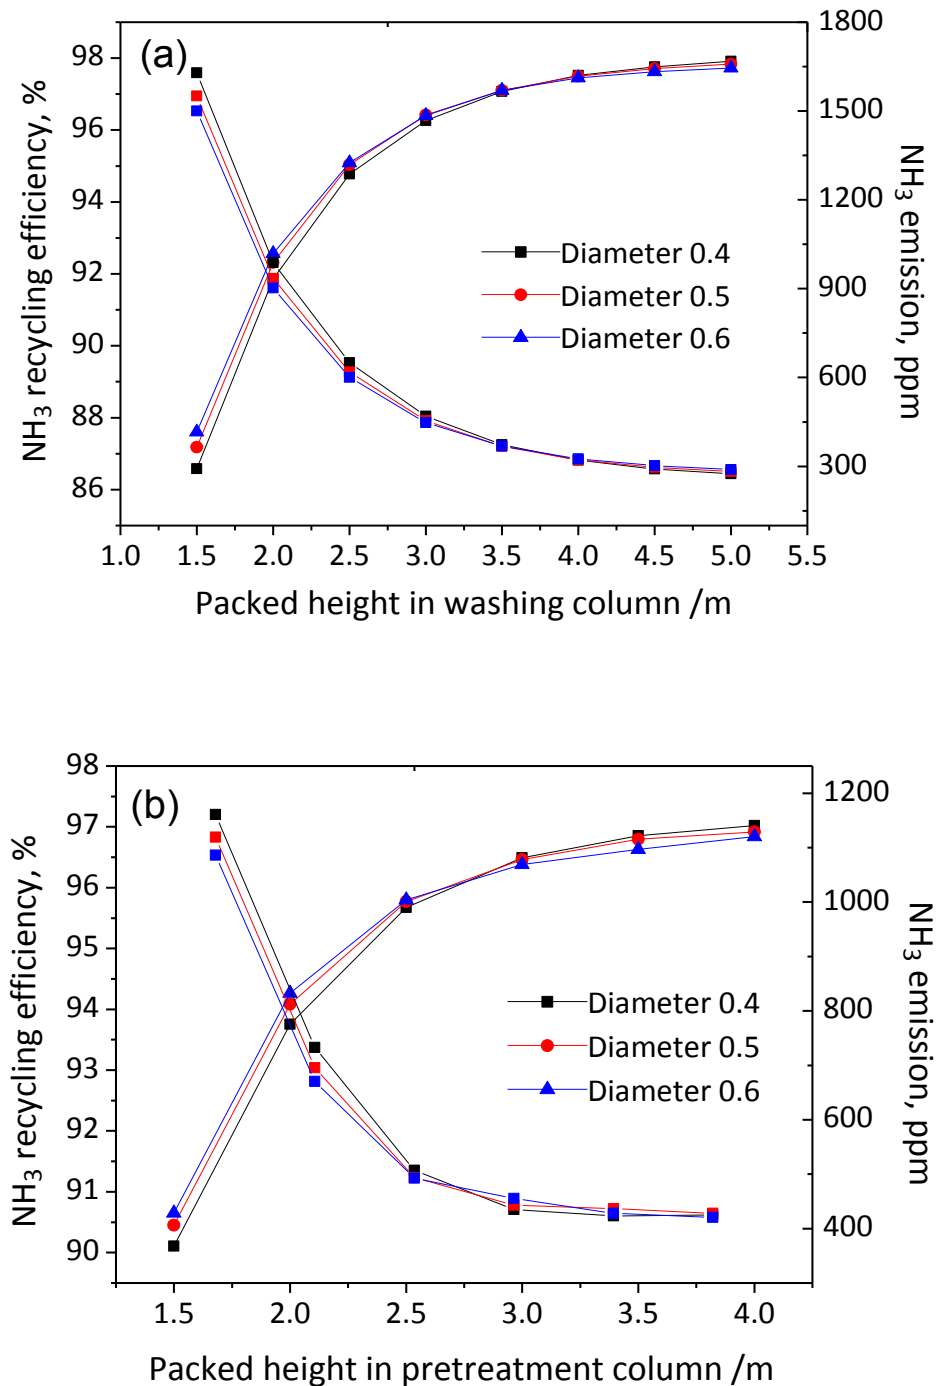 (a)
NH₃ recycling efficiency, %
98
96
94
92
90
88
86
1800
1500
1200
900
600
300
NH₃ emission, ppm
Diameter 0.4
Diameter 0.5
Diameter 0.6
1.0 1.5 2.0 2.5 3.0 3.5 4.0 4.5 5.0 5.5
Packed height in washing column /m
(b)
NH₃ recycling efficiency, %
98
97
96
95
94
93
92
91
90
1200
1000
800
600
400
NH₃ emission, ppm
Diameter 0.4
Diameter 0.5
Diameter 0.6
1.5 2.0 2.5 3.0 3.5 4.0
Packed height in pretreatment column /m